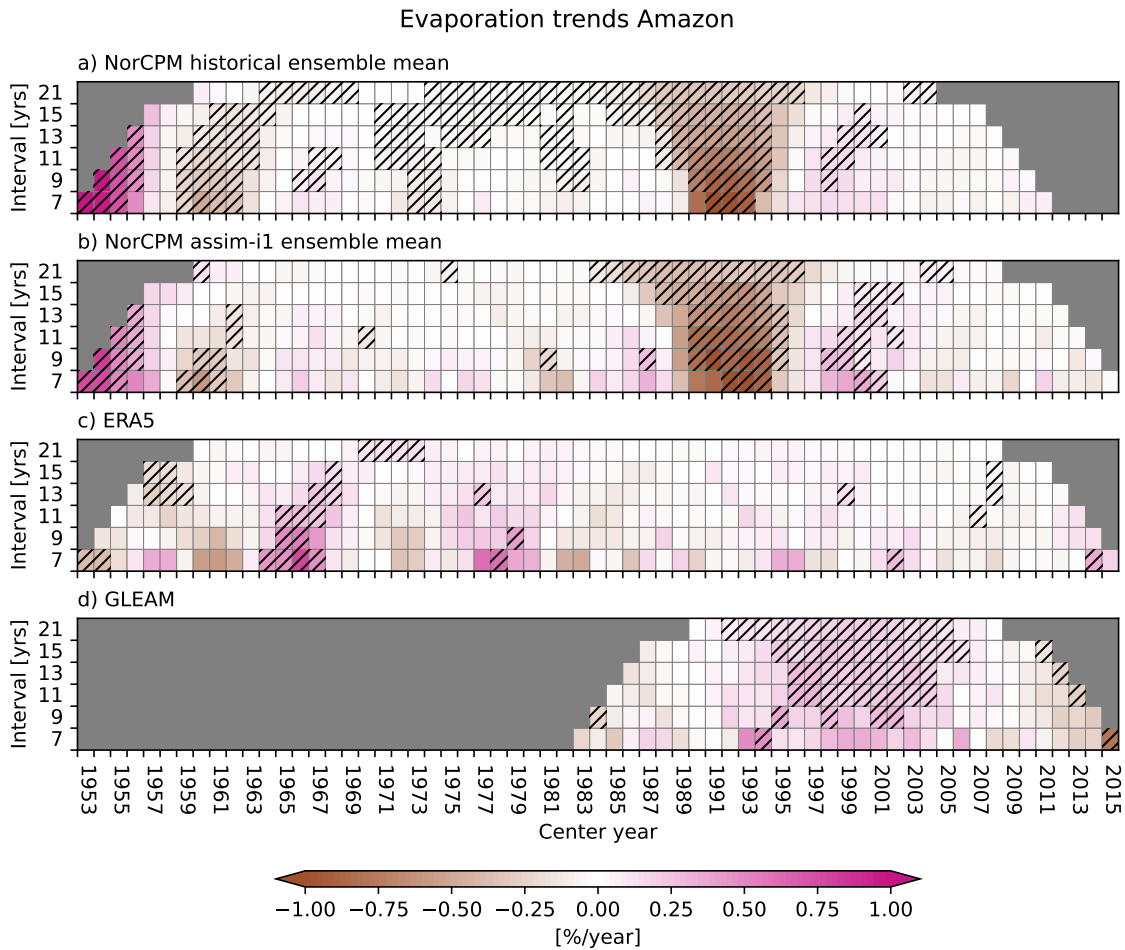 Evaporation trends Amazon
a) NorCPM historical ensemble mean
Interval [yrs]
21
15
13
11
9
7
b) NorCPM assim-i1 ensemble mean
Interval [yrs]
21
15
13
11
9
7
c) ERA5
Interval [yrs]
21
15
13
11
9
7
d) GLEAM
Interval [yrs]
21
15
13
11
9
7
1953 1955 1957 1959 1961 1963 1965 1967 1969 1971 1973 1975 1977 1979 1981 1983 1985 1987 1989 1991 1993 1995 1997 1999 2001 2003 2005 2007 2009 2011 2013 2015
Center year
−1.00 −0.75 −0.50 −0.25 0.00 0.25 0.50 0.75 1.00
[%/year]